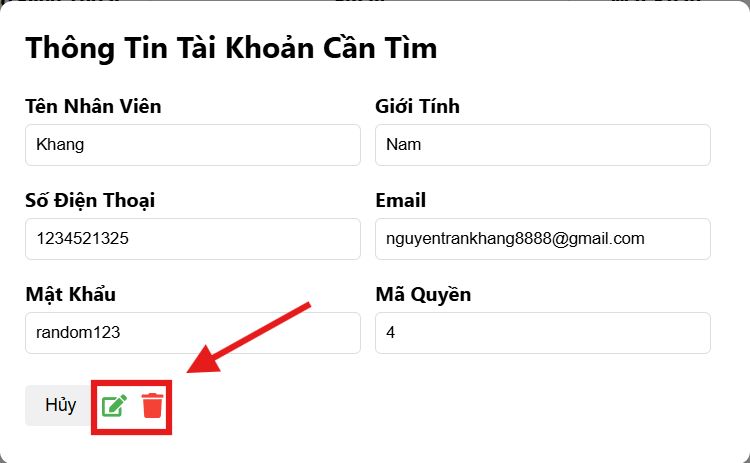 Thông Tin Tài Khoản Cần Tìm
Tên Nhân Viên
Giới Tính
Khang
Nam
Số Điện Thoại
Email
1234521325
nguyentrankhang8888@gmail.com
Mật Khẩu
Mã Quyền
random123
4
Hủy